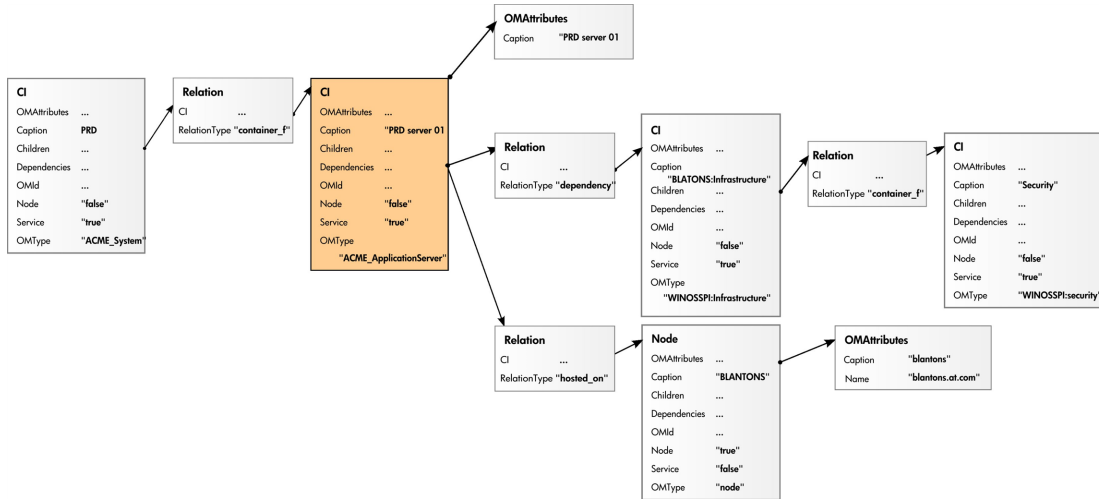 OMAttributes
Caption "PRD server 01
CI
OMAttributes ...
Caption PRD
Children ...
Dependencies ...
OMId ...
Node "false"
Service "true"
OMType "ACME_System"
Relation
CI ...
RelationType "container_f"
CI
OMAttributes ...
Caption "PRD server 01
Children ...
Dependencies ...
OMId ...
Node "false"
Service "true"
OMType
"ACME_ApplicationServer"
Relation
CI ...
RelationType "dependency"
CI
OMAttributes ...
Caption
"BLATONS:Infrastructure"
Children ...
Dependencies ...
OMId ...
Node "false"
Service "true"
OMType
"WINOSSPI:Infrastructure"
Relation
CI ...
RelationType "container_f"
CI
OMAttributes ...
Caption "Security"
Children ...
Dependencies ...
OMId ...
Node "false"
Service "true"
OMType "WINOSSPI:security"
Relation
CI ...
RelationType "hosted_on"
Node
OMAttributes ...
Caption "BLANTONS"
Children ...
Dependencies ...
OMId ...
Node "true"
Service "false"
OMType "node"
OMAttributes
Caption "blantons"
Name "blantons.at.com"